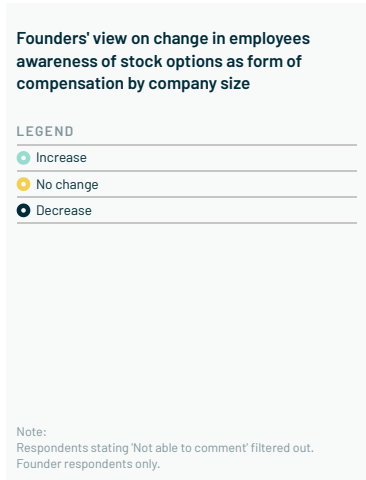 Founders' view on change in employees
awareness of stock options as form of
compensation by company size
LEGEND
Increase
No change
Decrease
Note:
Respondents stating 'Not able to comment' filtered out.
Founder respondents only.